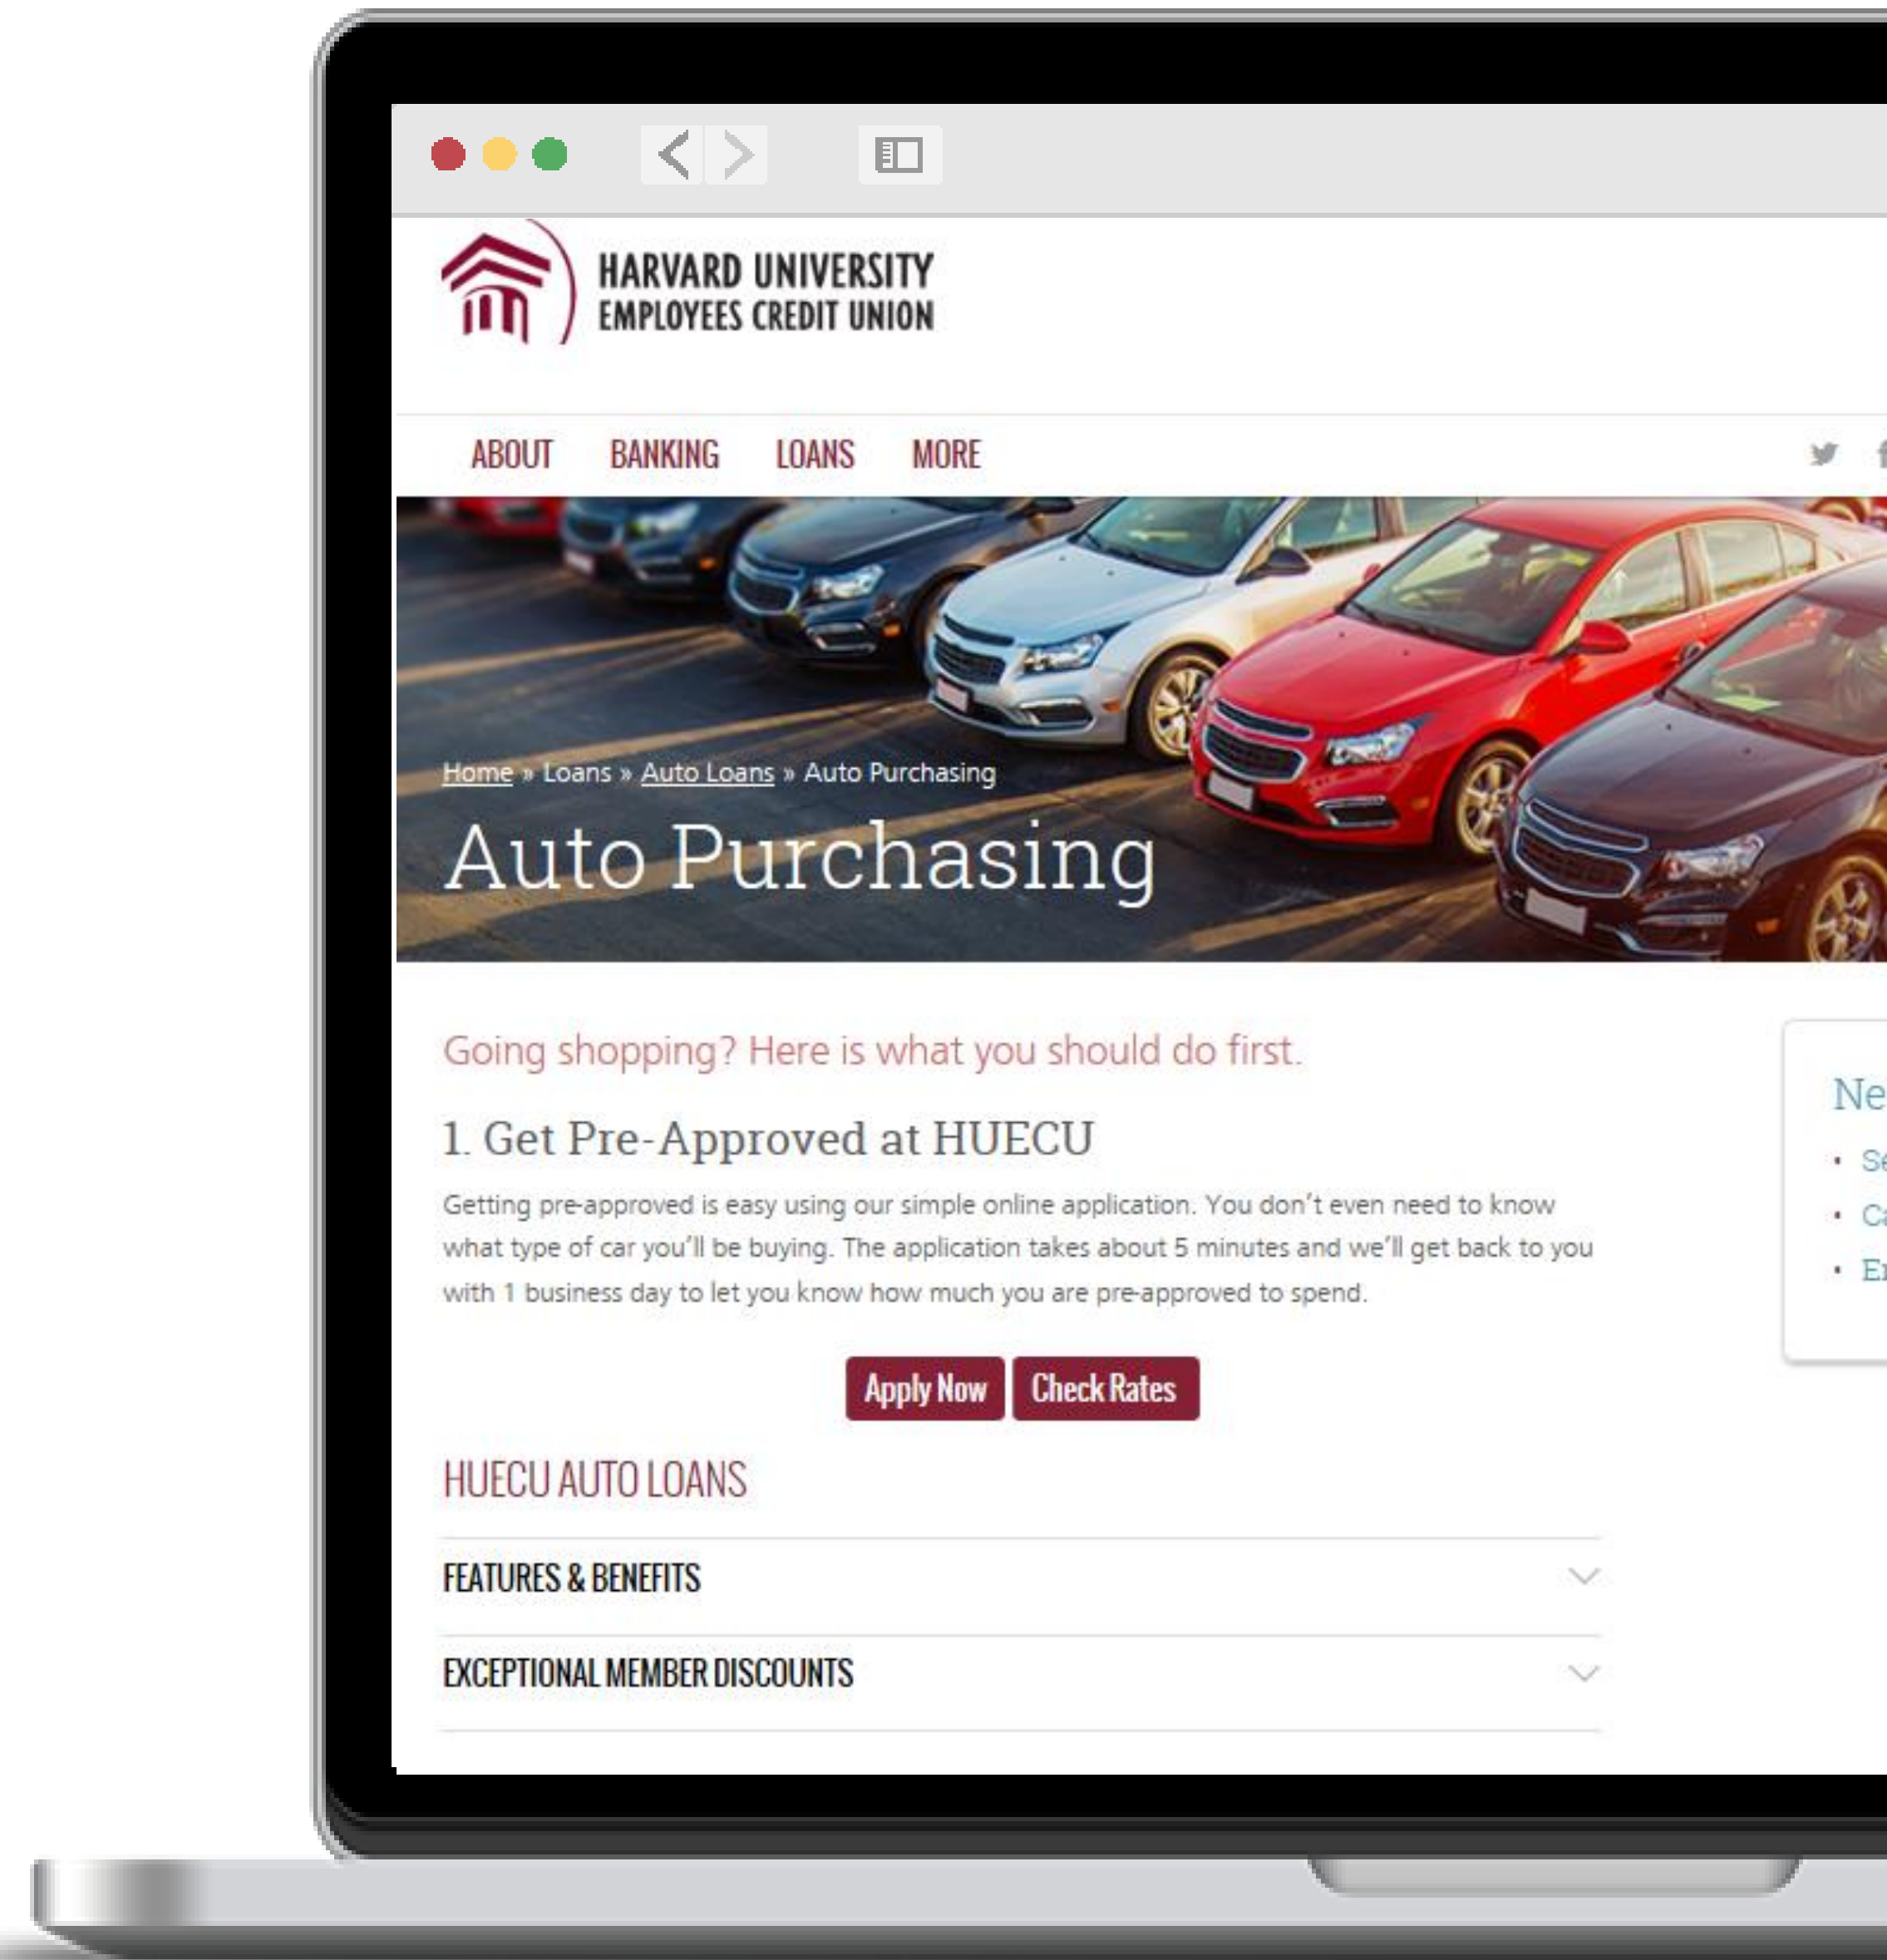 HARVARD UNIVERSITY
EMPLOYEES CREDIT UNION
ABOUT BANKING LOANS MORE
Home » Loans » Auto Loans » Auto Purchasing
Auto Purchasing
Going shopping? Here is what you should do first.
1. Get Pre-Approved at HUECU
Getting pre-approved is easy using our simple online application. You don't even need to know
what type of car you'll be buying. The application takes about 5 minutes and we'll get back to you
with 1 business day to let you know how much you are pre-approved to spend.
Apply Now Check Rates
HUECU AUTO LOANS
FEATURES & BENEFITS
EXCEPTIONAL MEMBER DISCOUNTS